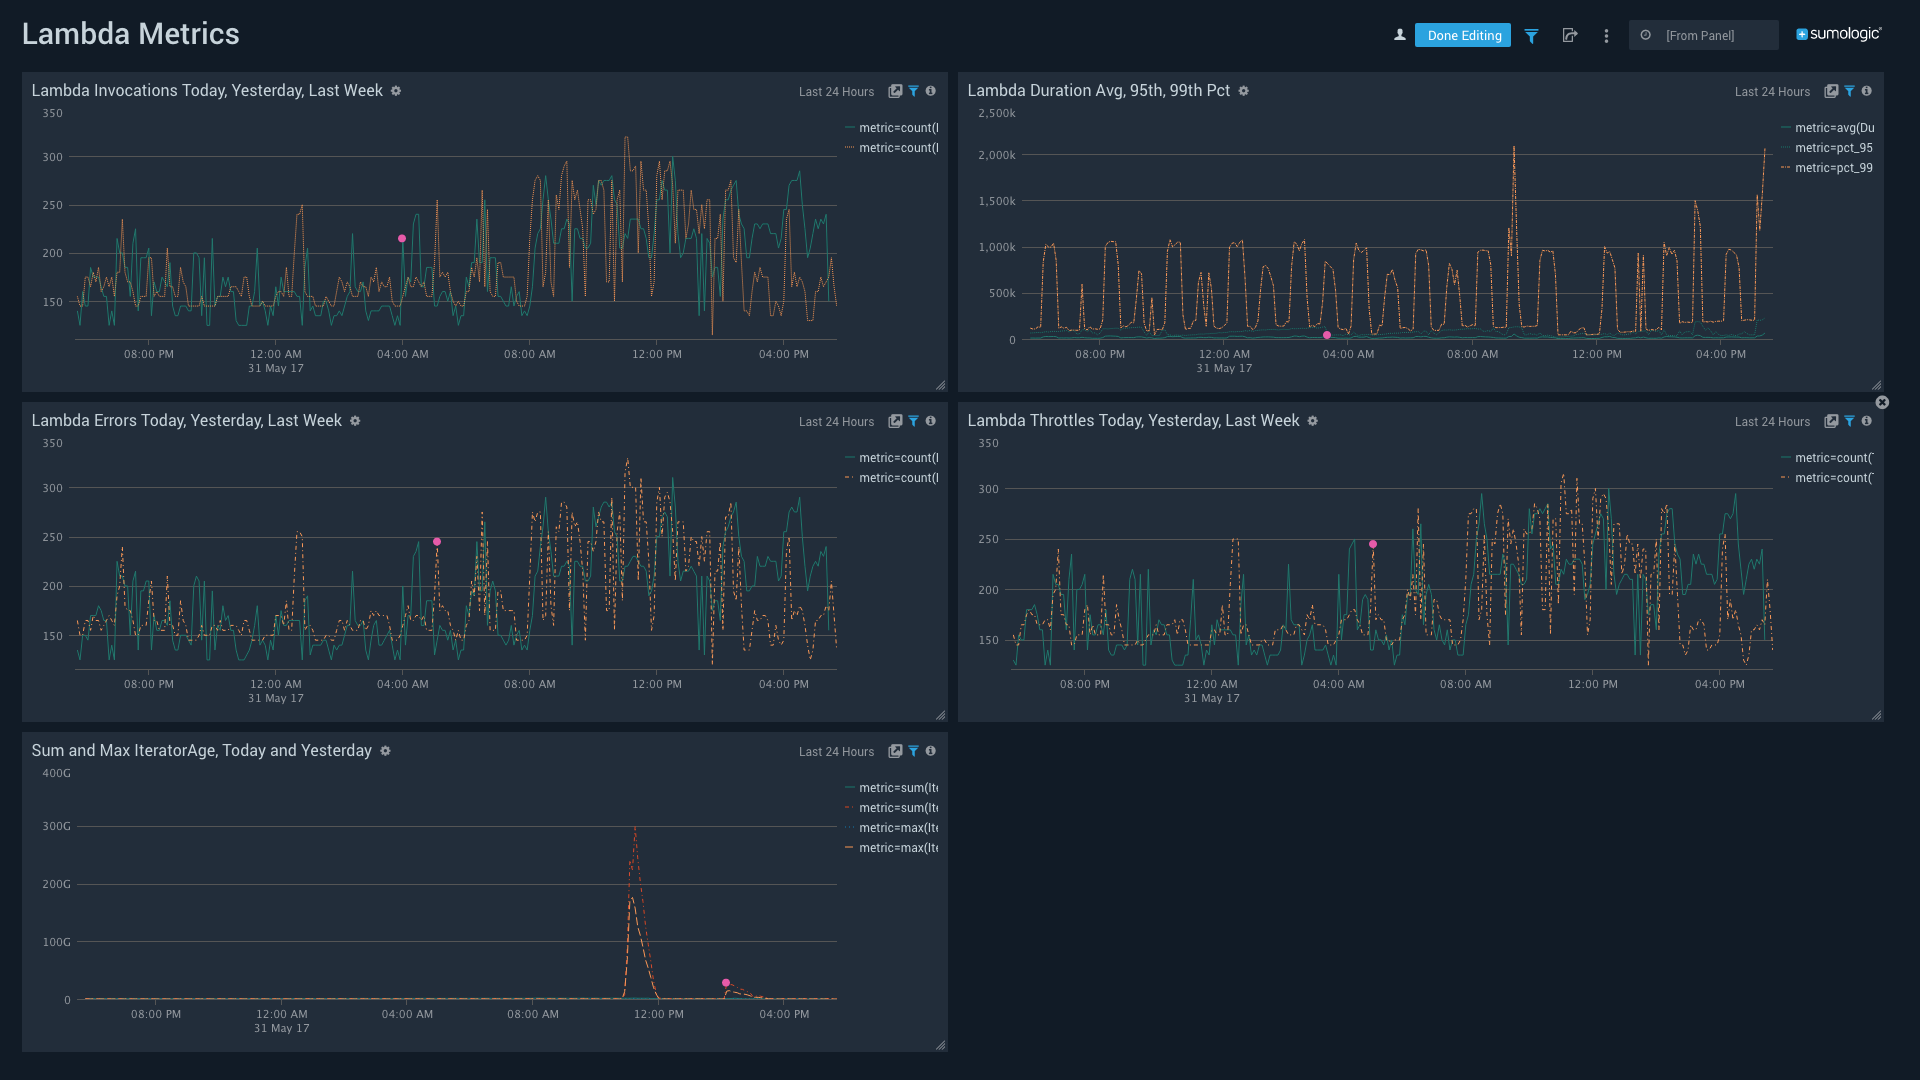 Lambda Metrics
Done Editing
[From Panel]
sumologic
Lambda Invocations Today, Yesterday, Last Week
Last 24 Hours
350
300
250
200
150
08:00 PM 12:00 AM 04:00 AM 08:00 AM 12:00 PM 04:00 PM
31 May 17
metric=count(I
metric=count(I
Lambda Duration Avg, 95th, 99th Pct
Last 24 Hours
2,500k
2,000k
1,500k
1,000k
500k
0
08:00 PM 12:00 AM 04:00 AM 08:00 AM 12:00 PM 04:00 PM
31 May 17
metric=avg(Du
metric=pct_95
metric=pct_99
Lambda Errors Today, Yesterday, Last Week
Last 24 Hours
350
300
250
200
150
08:00 PM 12:00 AM 04:00 AM 08:00 AM 12:00 PM 04:00 PM
31 May 17
metric=count(I
metric=count(I
Lambda Throttles Today, Yesterday, Last Week
Last 24 Hours
350
300
250
200
150
08:00 PM 12:00 AM 04:00 AM 08:00 AM 12:00 PM 04:00 PM
31 May 17
metric=count(T
metric=count(T
Sum and Max IteratorAge, Today and Yesterday
Last 24 Hours
400G
300G
200G
100G
0
08:00 PM 12:00 AM 04:00 AM 08:00 AM 12:00 PM 04:00 PM
31 May 17
metric=sum(Ite
metric=sum(Ite
metric=max(Ite
metric=max(Ite